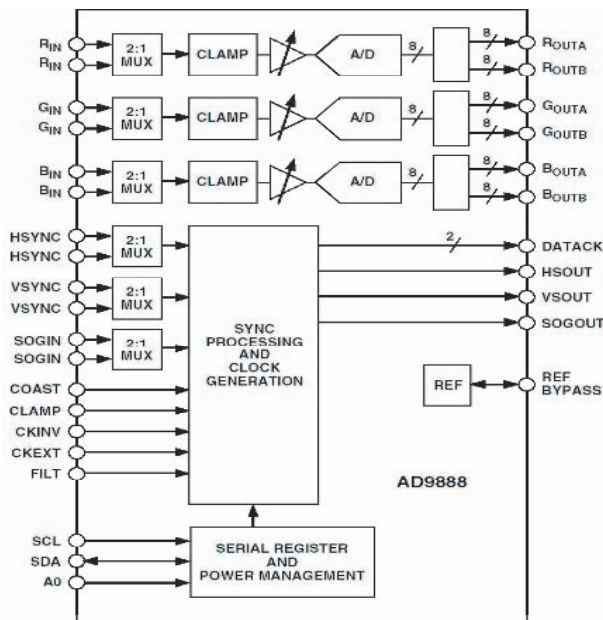 RIN
RIN
2:1
MUX
CLAMP
A/D
8
8
8
ROUTA
ROUTB
GIN
GIN
2:1
MUX
CLAMP
A/D
8
8
8
GOUTA
GOUTB
BIN
BIN
2:1
MUX
CLAMP
A/D
8
8
8
BOUTA
BOUTB
HSYNC
HSYNC
2:1
MUX
VSYNC
VSYNC
2:1
MUX
SOGIN
SOGIN
2:1
MUX
COAST
CLAMP
CKINV
CKEXT
FILT
SYNC
PROCESSING
AND
CLOCK
GENERATION
2
DATACK
HSOUT
VSOUT
SOGOUT
REF
REF
BYPASS
AD9888
SCL
SDA
A0
SERIAL REGISTER
AND
POWER MANAGEMENT